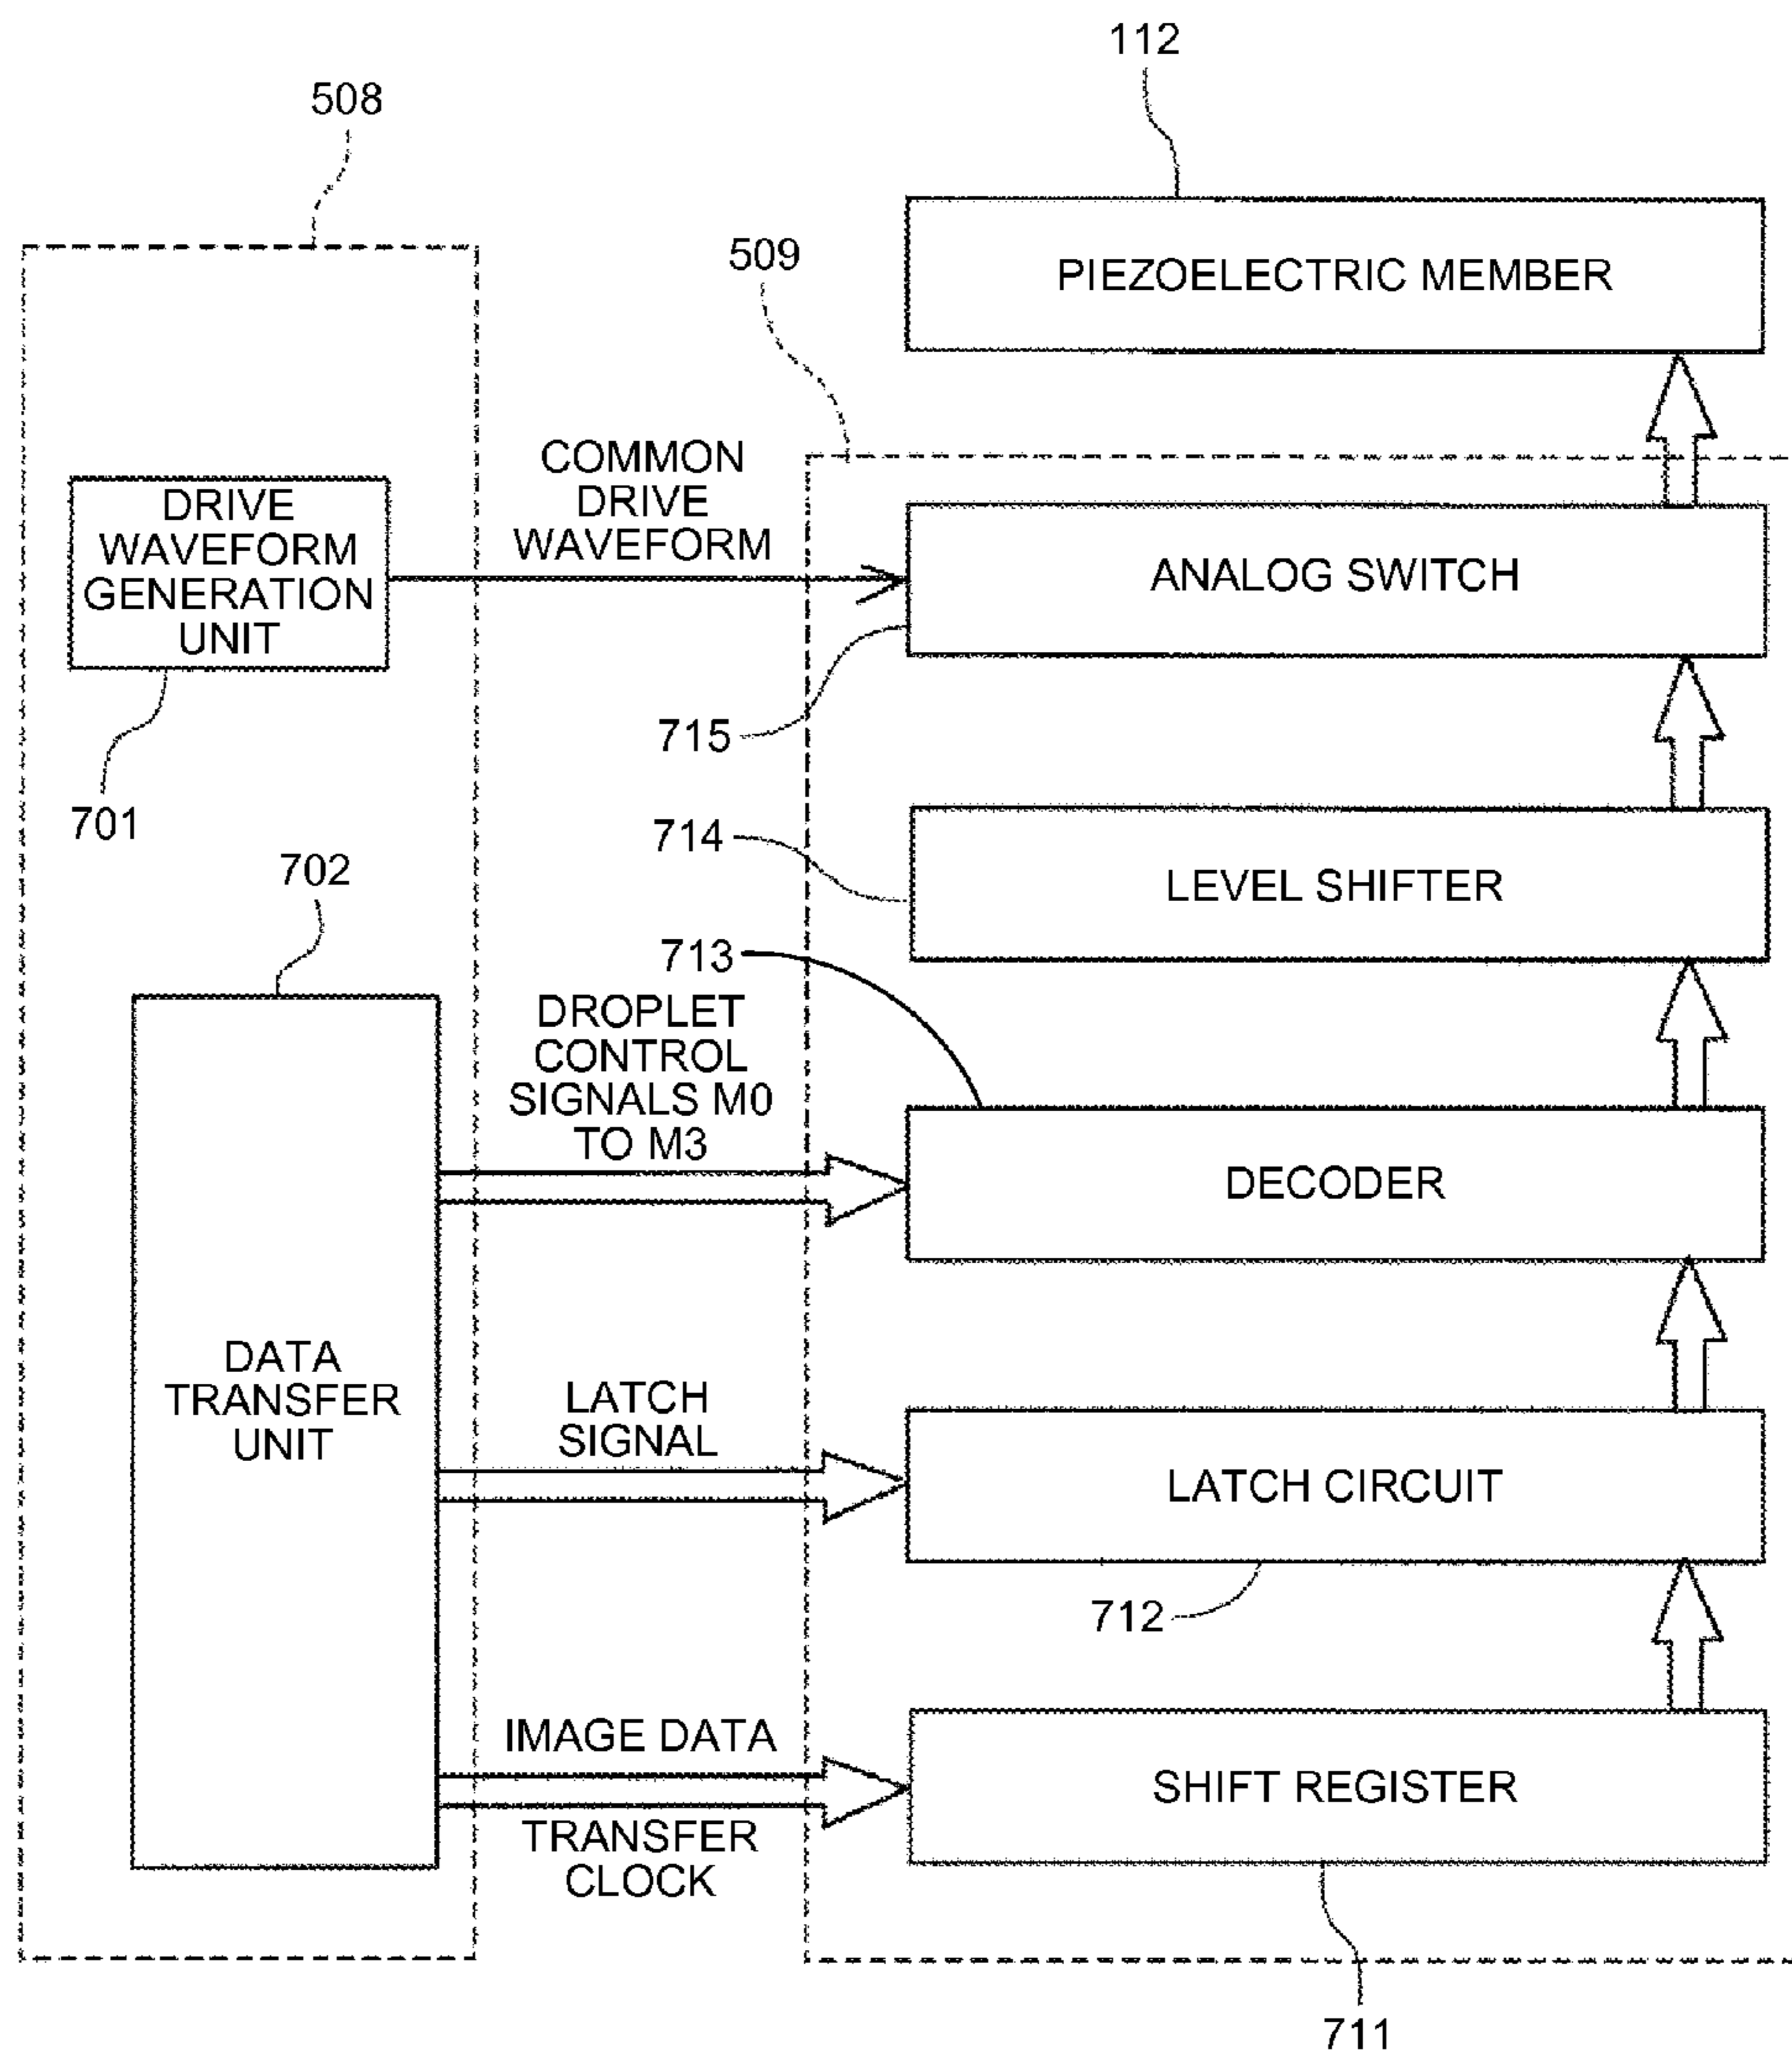 112
508
509
PIEZOELECTRIC MEMBER
COMMON
DRIVE
WAVEFORM
DRIVE
WAVEFORM
GENERATION
UNIT
ANALOG SWITCH
715
701
714
LEVEL SHIFTER
702
713
DROPLET
CONTROL
SIGNALS M0
TO M3
DECODER
DATA
TRANSFER
UNIT
LATCH
SIGNAL
LATCH CIRCUIT
712
IMAGE DATA
TRANSFER
CLOCK
SHIFT REGISTER
711